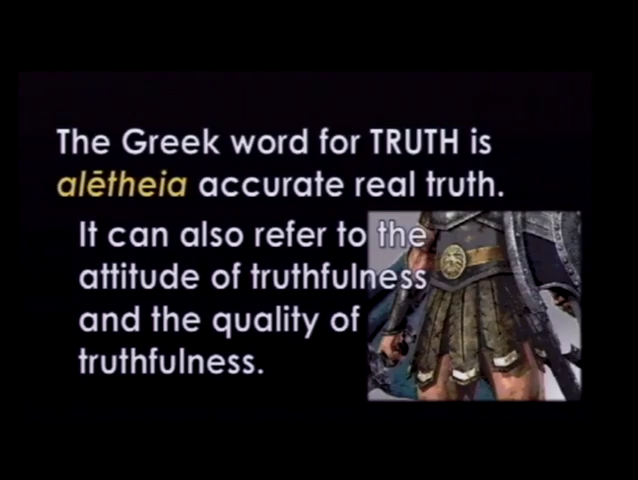 The Greek word for TRUTH is
alētheia accurate real truth.
It can also refer to the
attitude of truthfulness
and the quality of
truthfulness.